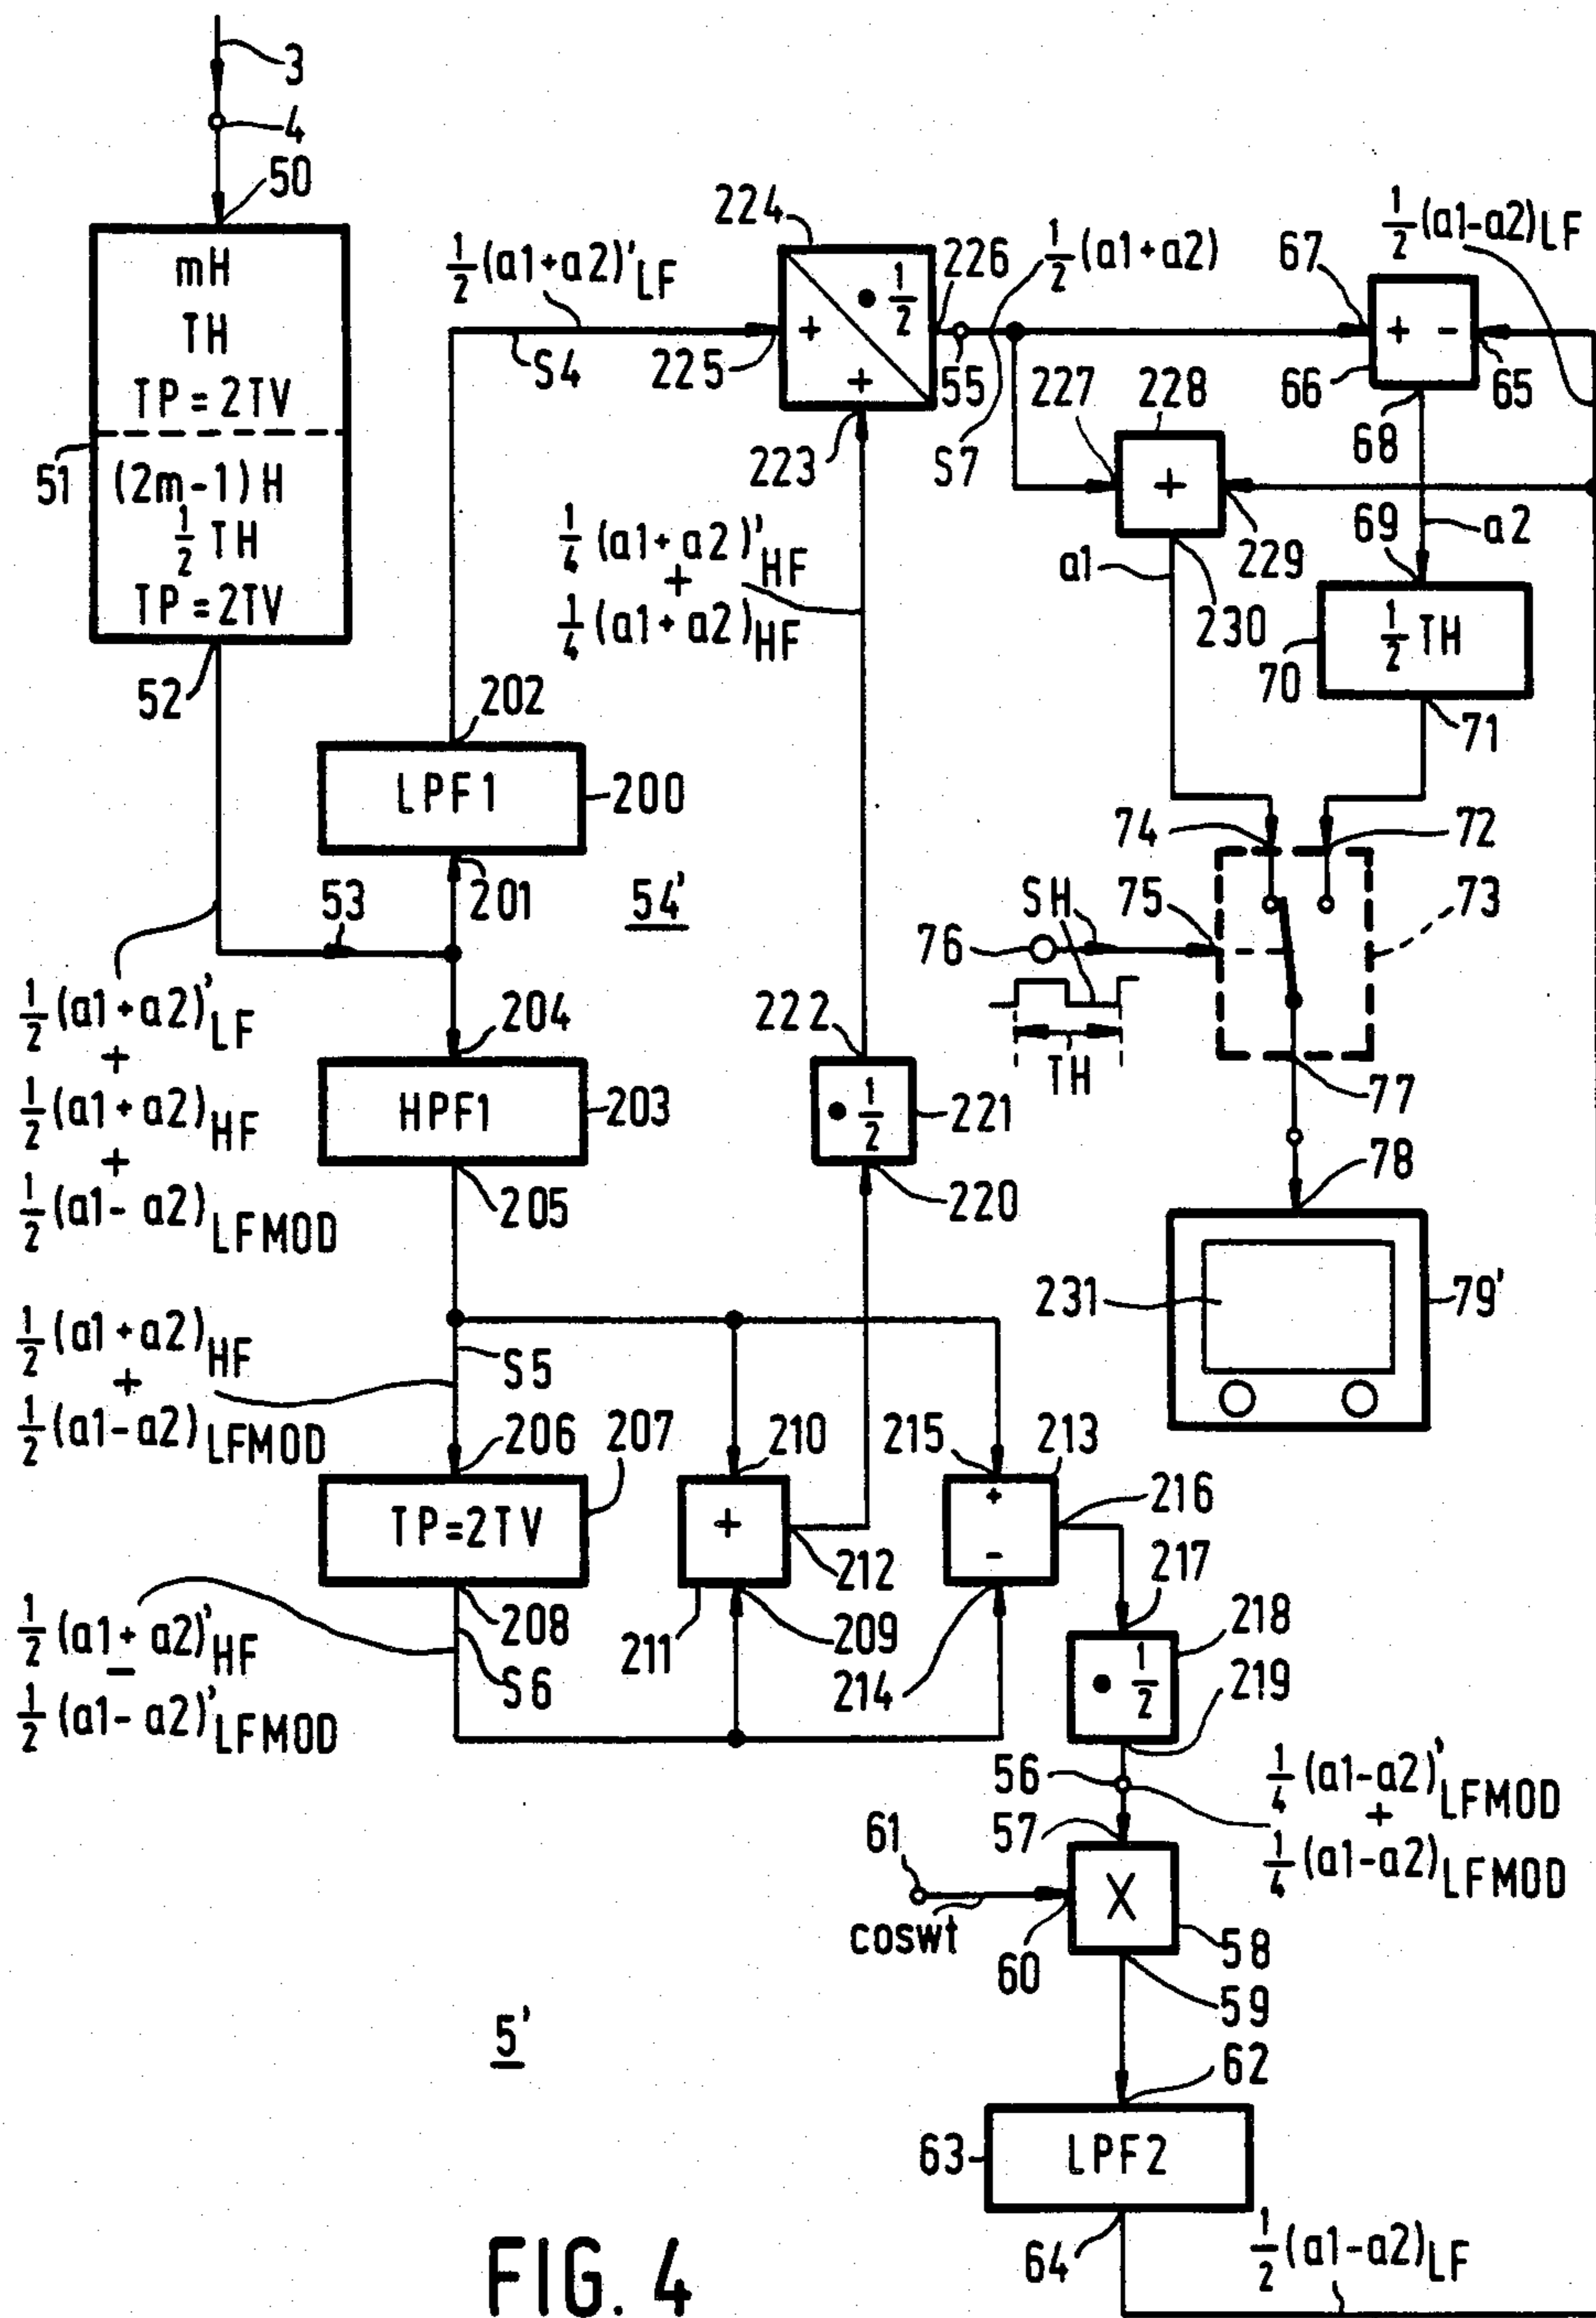 3
4
50
mH
TH
TP = 2TV
51
(2m-1)H
1/2 TH
TP = 2TV
52
1/2 (a1+a2)'LF
S4
224
225
+
• 1/2
+
223
226
55
S7
1/2 (a1+a2)
67
+ -
66
65
68
1/2 (a1-a2)LF
227
228
+
229
a1
230
69
a2
1/2 TH
70
71
1/4 (a1+a2)'HF
+
1/4 (a1+a2)HF
202
LPF1
200
201
54'
53
74
72
SH
75
73
76
TH
77
78
1/2 (a1+a2)'LF
+
1/2 (a1+a2)HF
+
1/2 (a1-a2)LFMOD
204
HPF1
203
205
222
• 1/2
221
220
231
79'
1/2 (a1+a2)HF
+
1/2 (a1-a2)LFMOD
S5
206
207
TP=2TV
208
S6
210
+
212
211
209
215
213
+
-
214
216
217
1/2 (a1+a2)'HF
-
1/2 (a1-a2)'LFMOD
• 1/2
218
219
56
57
1/4 (a1-a2)'LFMOD
+
1/4 (a1-a2)LFMOD
61
coswt
60
X
58
59
5'
62
63
LPF2
64
1/2 (a1-a2)LF
FIG. 4